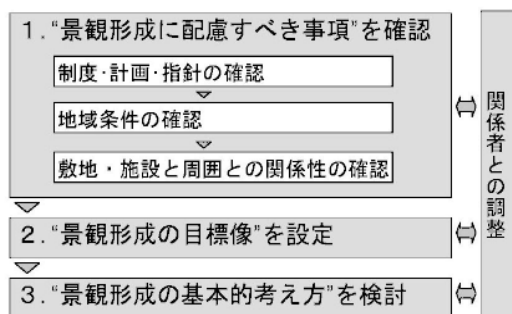 1.“景観形成に配慮すべき事項”を確認
制度・計画・指針の確認
地域条件の確認
敷地・施設と周囲との関係性の確認
2.“景観形成の目標像”を設定
3.“景観形成の基本的考え方”を検討
関係者との調整